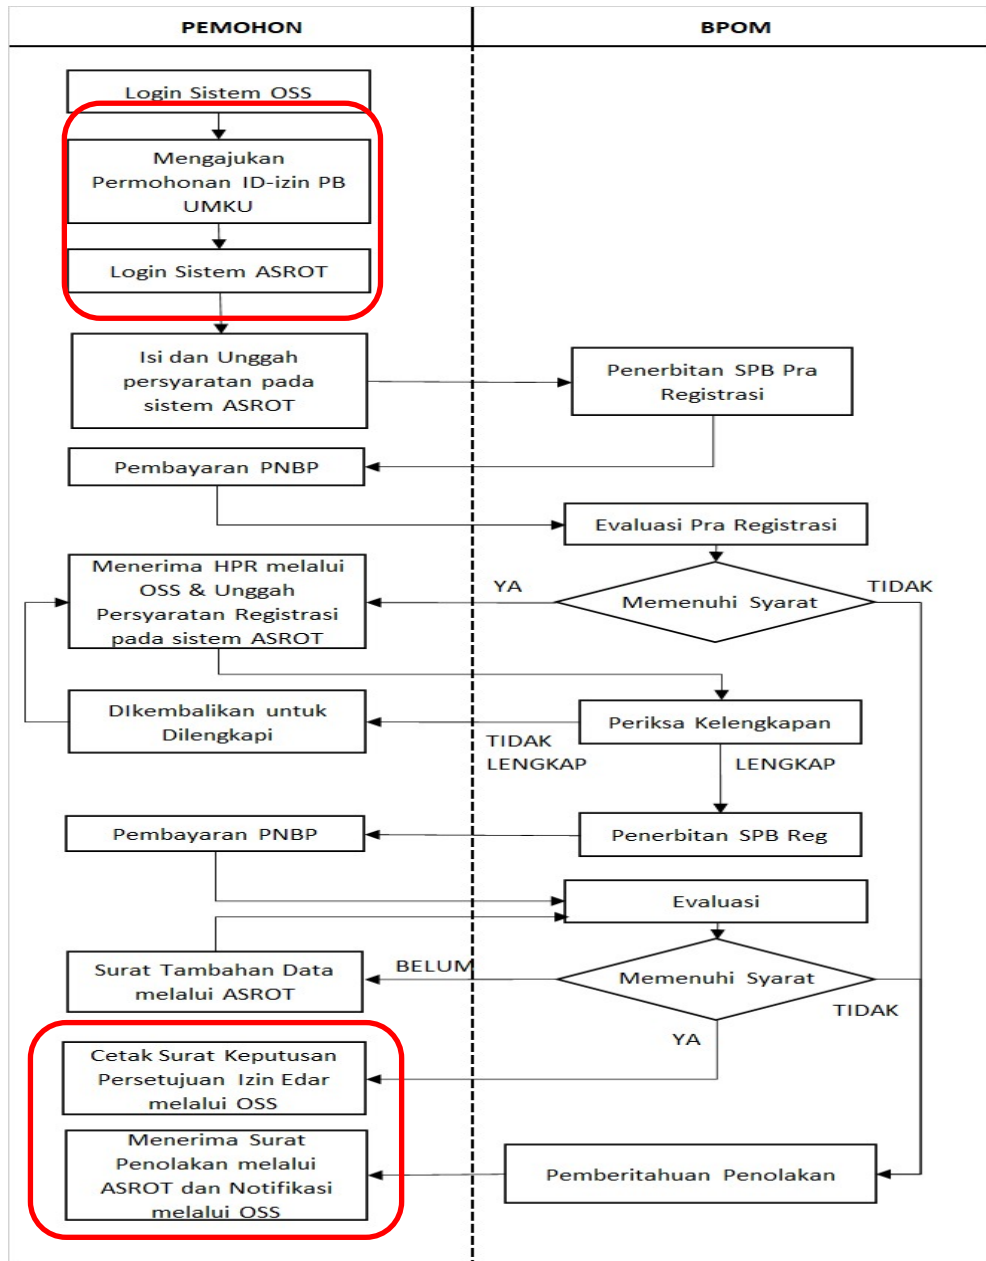 PEMOHON
BPOM
Login Sistem OSS
Mengajukan
Permohonan ID-izin PB
UMKU
Login Sistem ASROT
Isi dan Unggah
persyaratan pada
sistem ASROT
Penerbitan SPB Pra
Registrasi
Pembayaran PNBP
Evaluasi Pra Registrasi
Menerima HPR melalui
OSS & Unggah
Persyaratan Registrasi
pada sistem ASROT
YA
Memenuhi Syarat
TIDAK
DIkembalikan untuk
Dilengkapi
TIDAK
LENGKAP
Periksa Kelengkapan
LENGKAP
Pembayaran PNBP
Penerbitan SPB Reg
Evaluasi
Surat Tambahan Data
melalui ASROT
BELUM
Memenuhi Syarat
TIDAK
YA
Cetak Surat Keputusan
Persetujuan Izin Edar
melalui OSS
Menerima Surat
Penolakan melalui
ASROT dan Notifikasi
melalui OSS
Pemberitahuan Penolakan